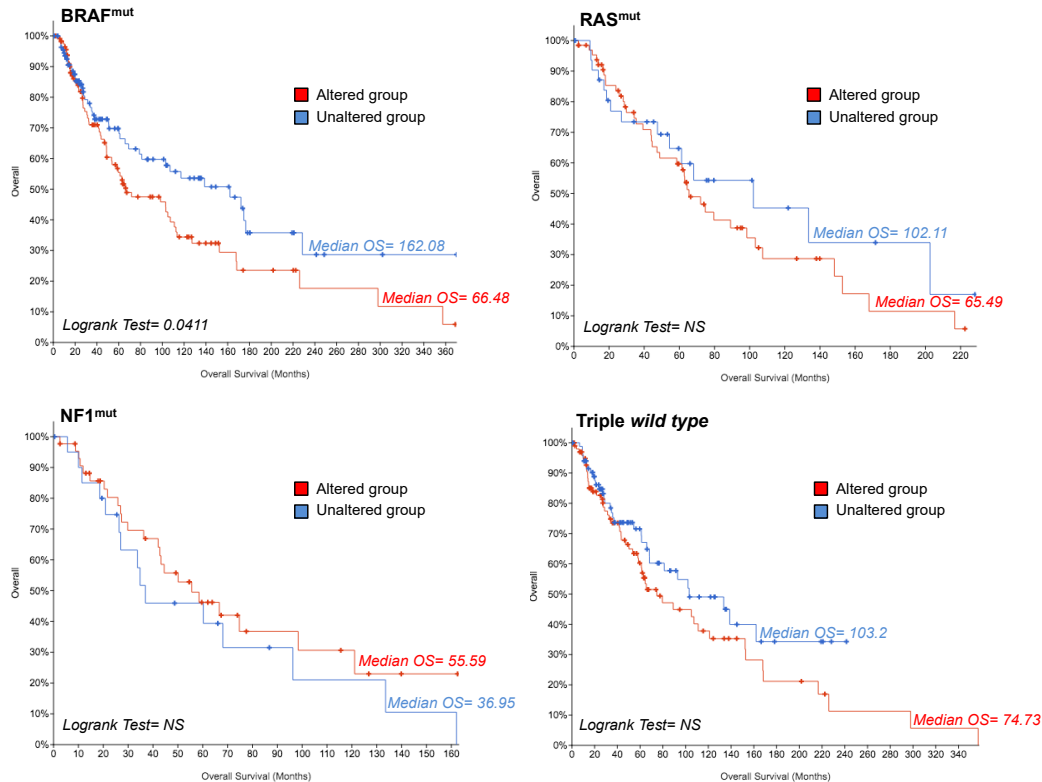 BRAFmut
100%
90%
80%
70%
60%
50%
40%
30%
20%
10%
0%
Overall
Altered group
Unaltered group
Median OS= 162.08
Median OS= 66.48
Logrank Test= 0.0411
0 20 40 60 80 100 120 140 160 180 200 220 240 260 280 300 320 340 360
Overall Survival (Months)
RASmut
100%
90%
80%
70%
60%
50%
40%
30%
20%
10%
0%
Overall
Altered group
Unaltered group
Median OS= 102.11
Median OS= 65.49
Logrank Test= NS
0 20 40 60 80 100 120 140 160 180 200 220
Overall Survival (Months)
NF1mut
100%
90%
80%
70%
60%
50%
40%
30%
20%
10%
0%
Overall
Altered group
Unaltered group
Median OS= 55.59
Median OS= 36.95
Logrank Test= NS
0 10 20 30 40 50 60 70 80 90 100 110 120 130 140 150 160
Overall Survival (Months)
Triple wild type
100%
90%
80%
70%
60%
50%
40%
30%
20%
10%
0%
Overall
Altered group
Unaltered group
Median OS= 103.2
Median OS= 74.73
Logrank Test= NS
0 20 40 60 80 100 120 140 160 180 200 220 240 260 280 300 320 340
Overall Survival (Months)